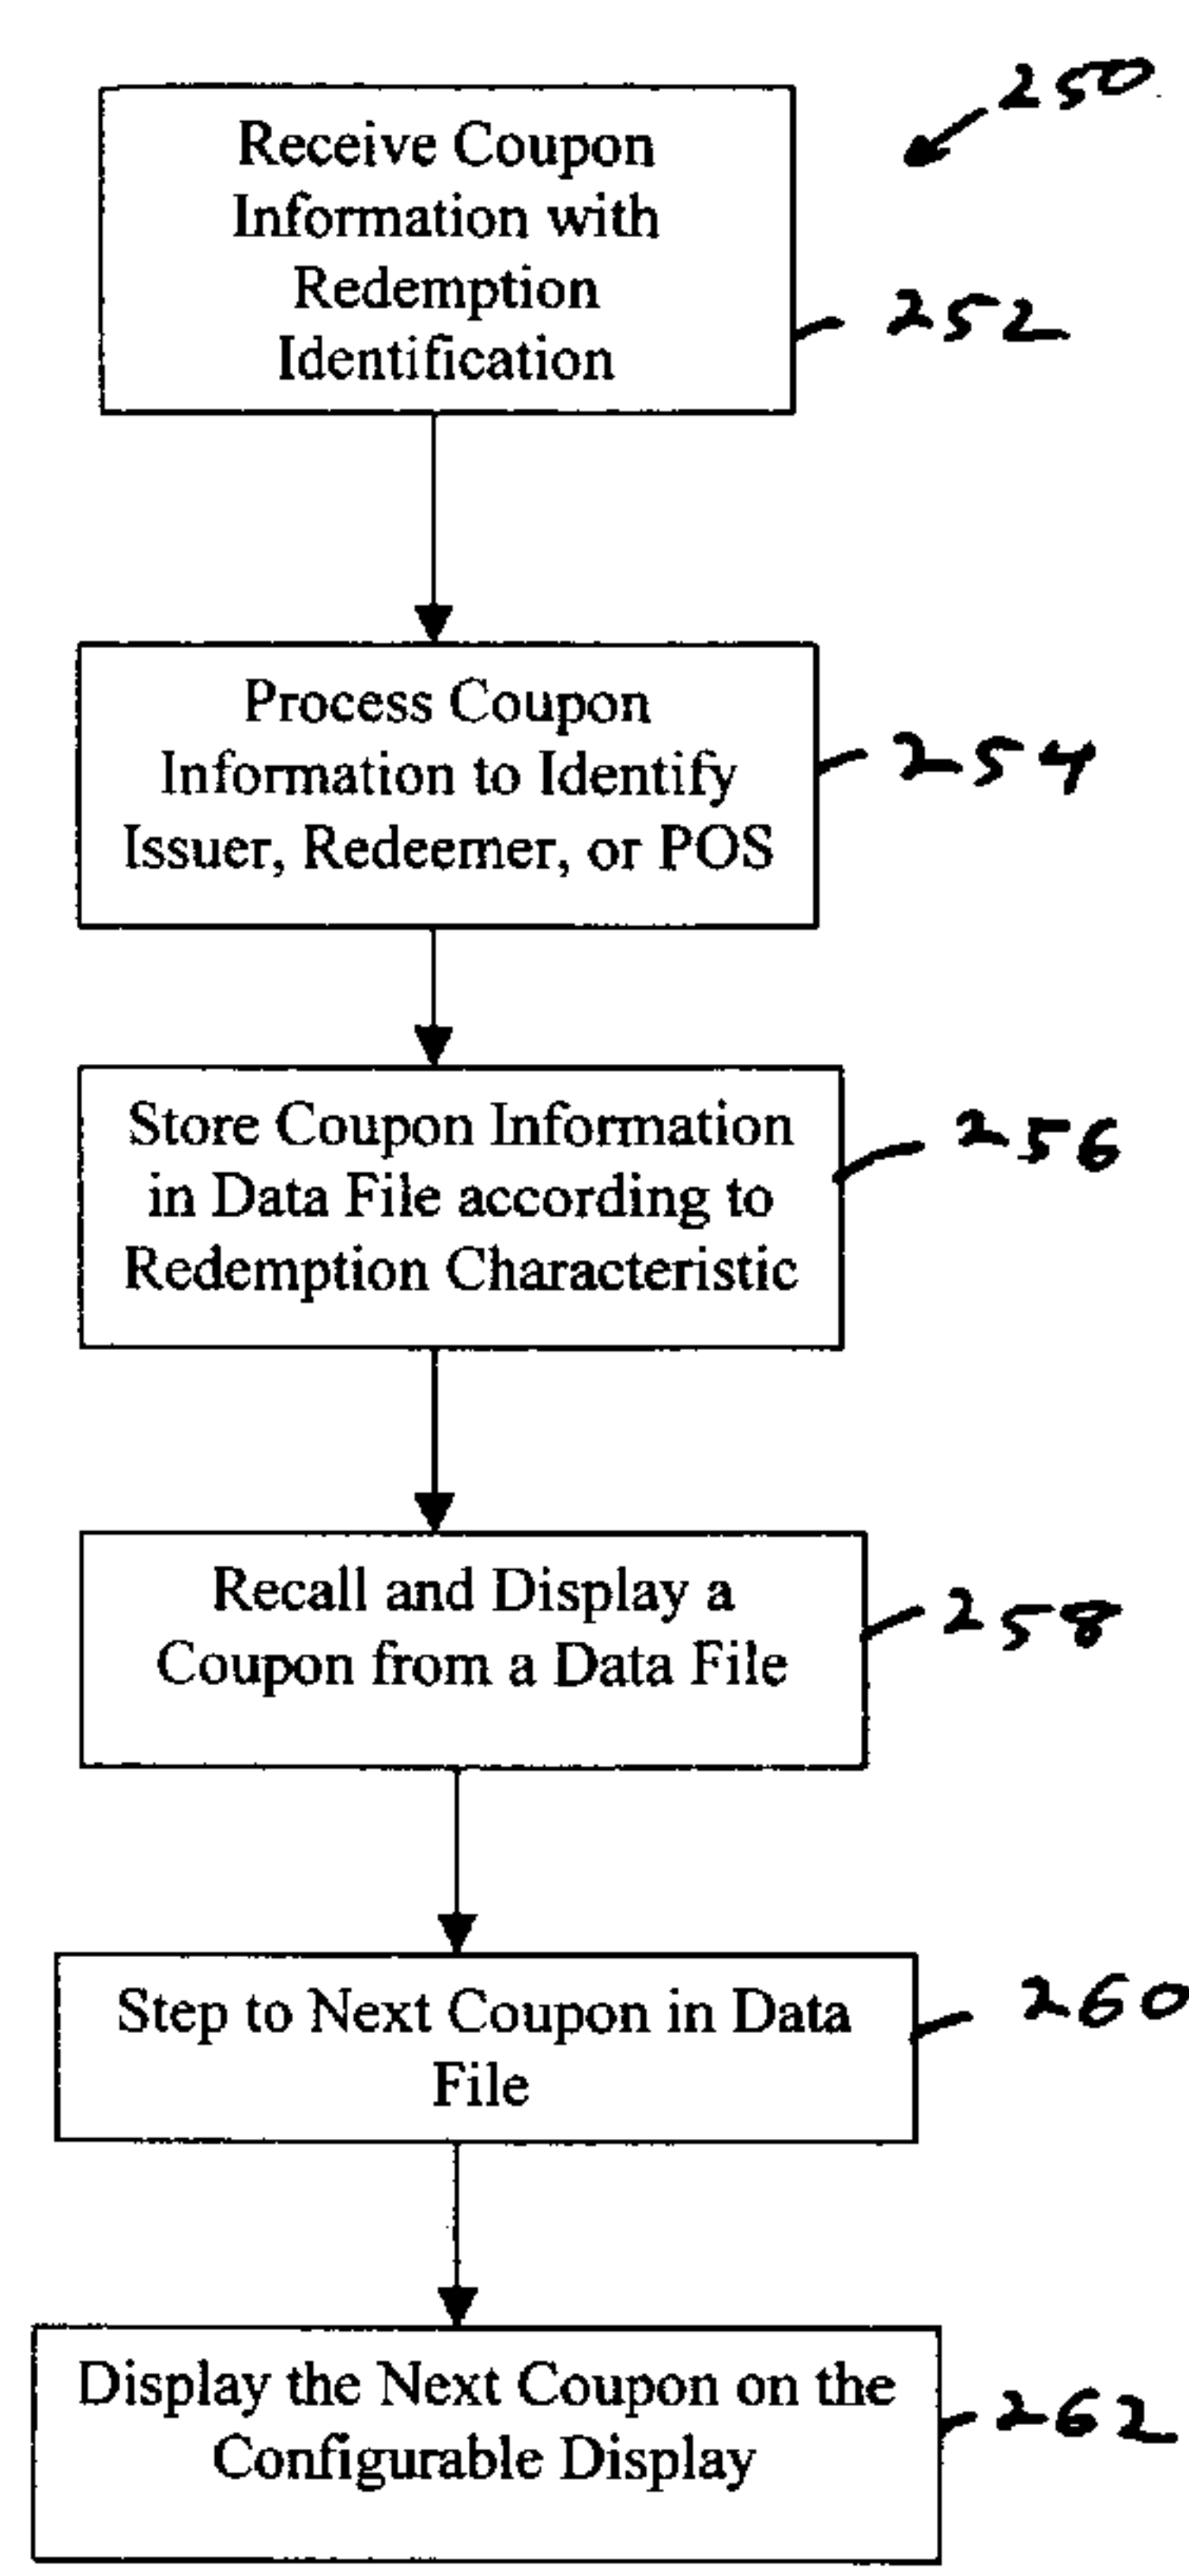 250
Receive Coupon
Information with
Redemption
Identification
252
Process Coupon
Information to Identify
Issuer, Redeemer, or POS
254
Store Coupon Information
in Data File according to
Redemption Characteristic
256
Recall and Display a
Coupon from a Data File
258
Step to Next Coupon in Data
File
260
Display the Next Coupon on the
Configurable Display
262